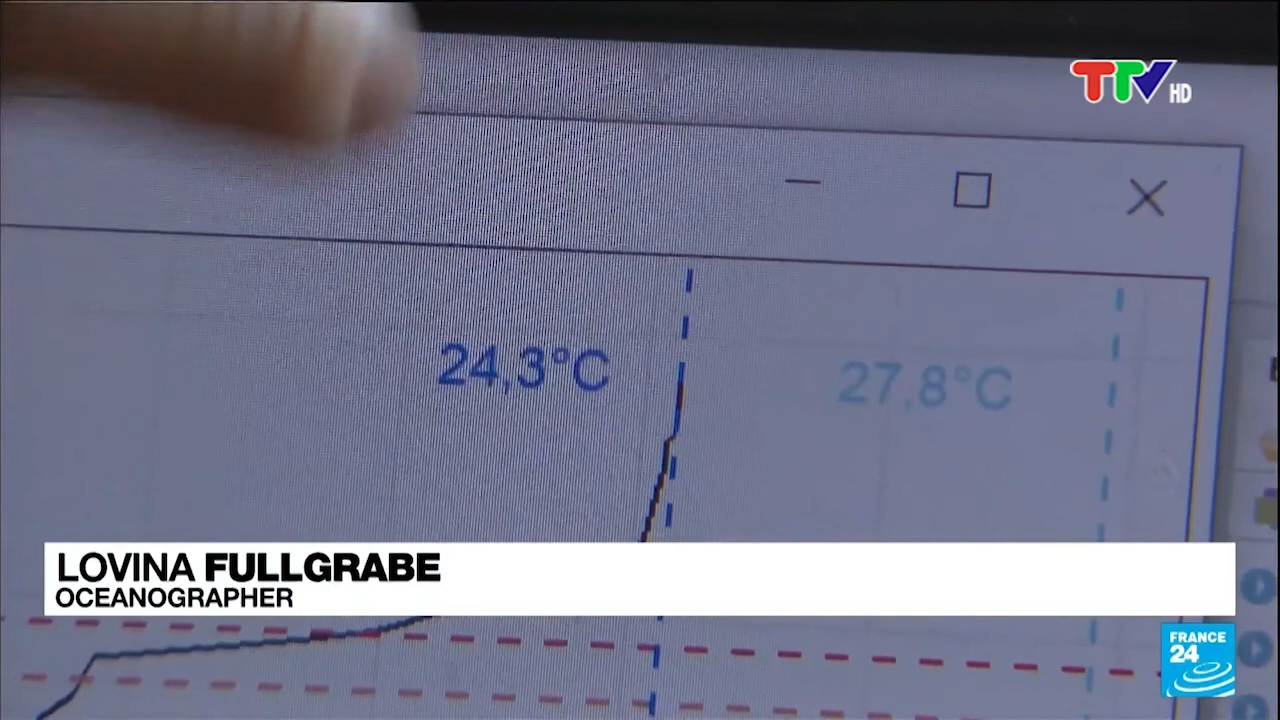 TTV HD
24,3°C
27,8°C
LOVINA FULLGRABE
OCEANOGRAPHER
FRANCE
24